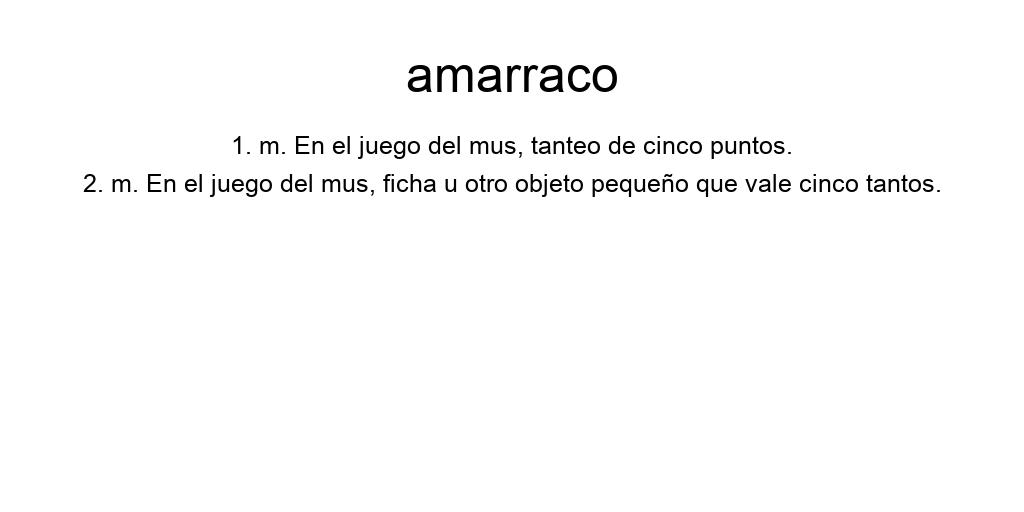 amarraco
1. m. En el juego del mus, tanteo de cinco puntos.
2. m. En el juego del mus, ficha u otro objeto pequeño que vale cinco tantos.